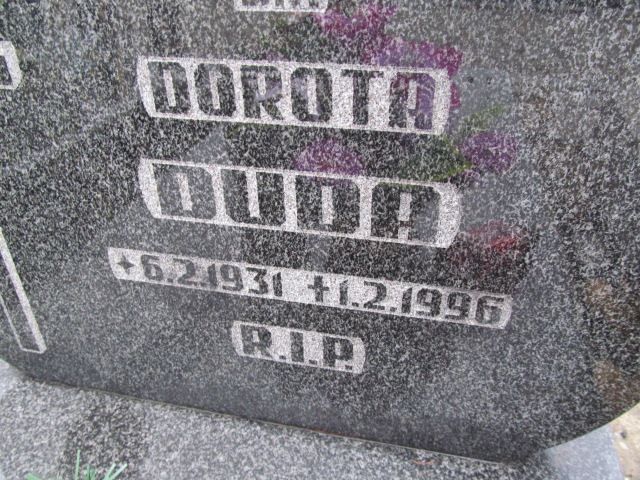 DOROTA
DUDA
*6.2.1931 †1.2.1996
R.I.P.